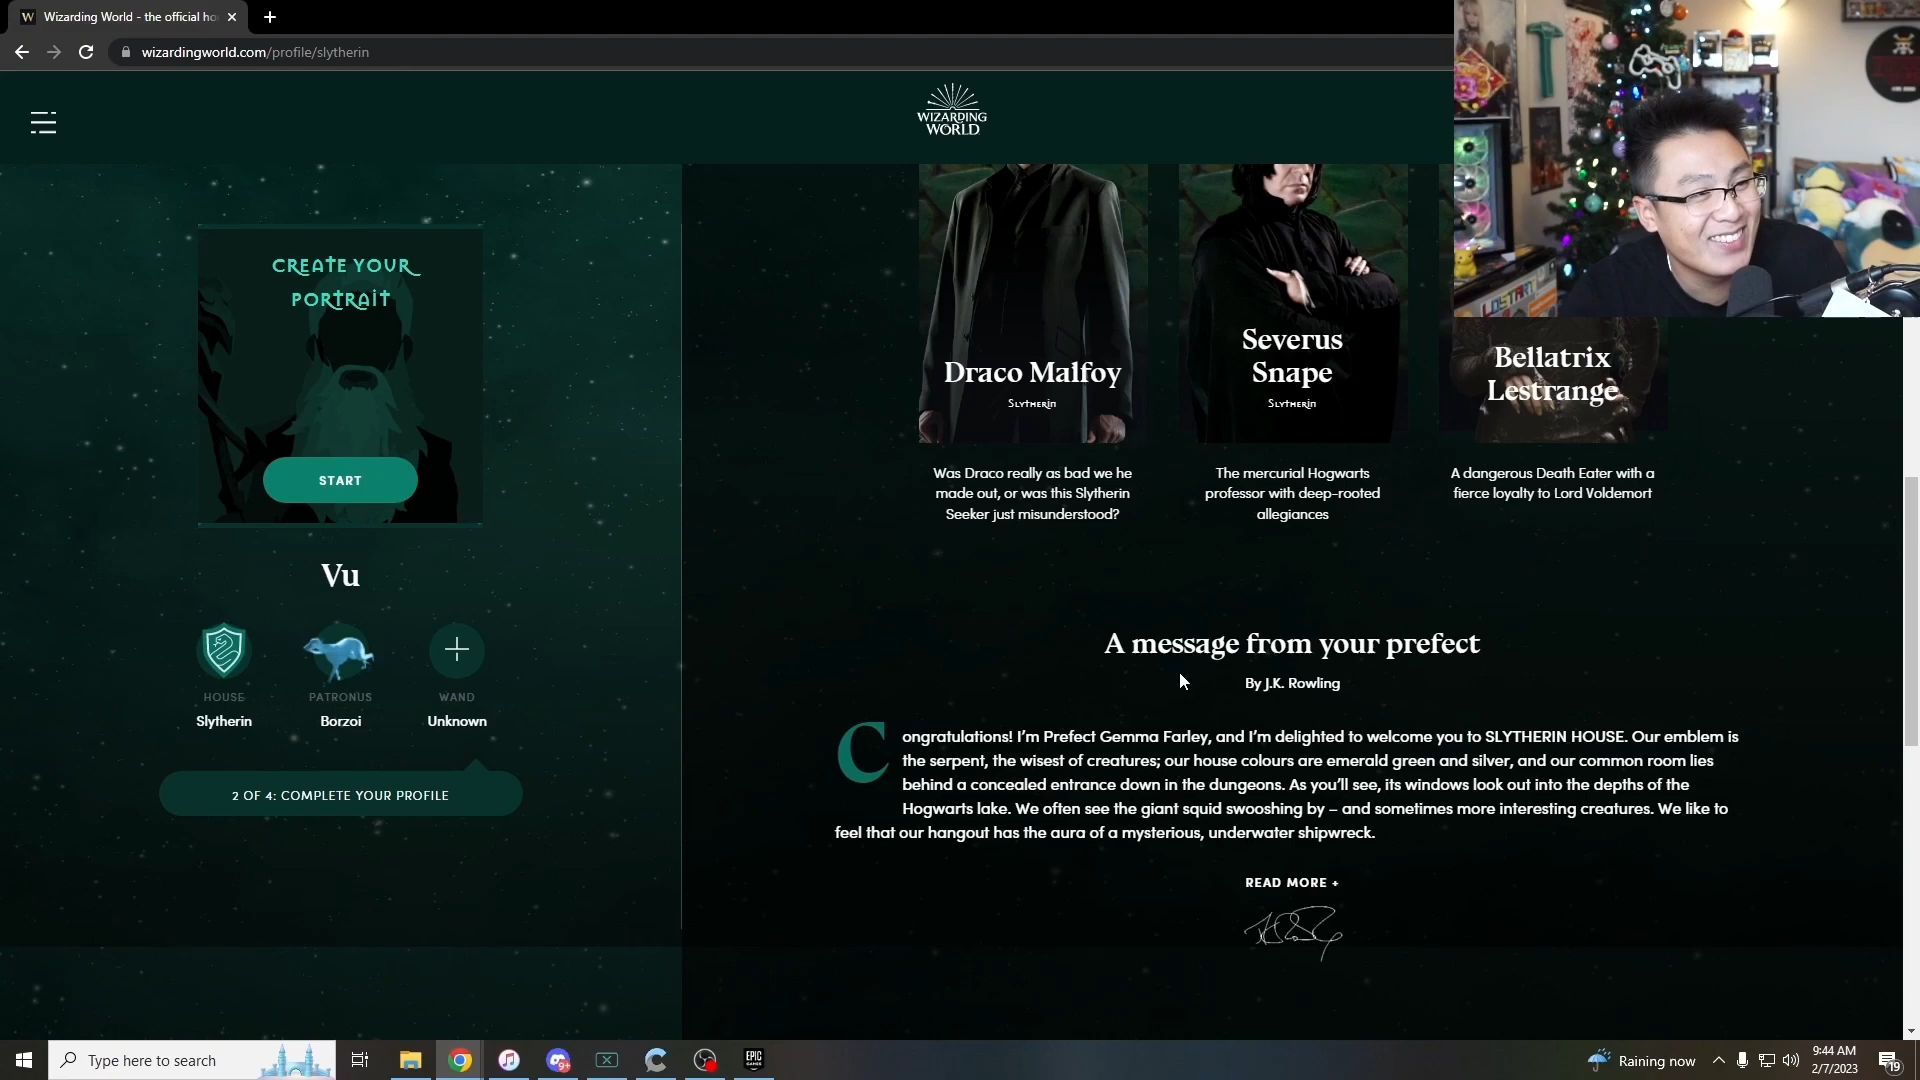 Wizarding World - the official ho
wizardingworld.com/profile/slytherin
WIZARDING
WORLD
CREATE YOUR
PORTRAIT
START
Vu
HOUSE
PATRONUS
WAND
Slytherin
Borzoi
Unknown
2 OF 4: COMPLETE YOUR PROFILE
Draco Malfoy
Slytherin
Severus
Snape
Slytherin
Bellatrix
Lestrange
Was Draco really as bad we he
made out, or was this Slytherin
Seeker just misunderstood?
The mercurial Hogwarts
professor with deep-rooted
allegiances
A dangerous Death Eater with a
fierce loyalty to Lord Voldemort
A message from your prefect
By J.K. Rowling
Congratulations! I’m Prefect Gemma Farley, and I’m delighted to welcome you to SLYTHERIN HOUSE. Our emblem is
the serpent, the wisest of creatures; our house colours are emerald green and silver, and our common room lies
behind a concealed entrance down in the dungeons. As you’ll see, its windows look out into the depths of the
Hogwarts lake. We often see the giant squid swooshing by – and sometimes more interesting creatures. We like to
feel that our hangout has the aura of a mysterious, underwater shipwreck.
READ MORE +
LOST ARK
Type here to search
9+
EPIC
GAMES
Raining now
9:44 AM
2/7/2023
19